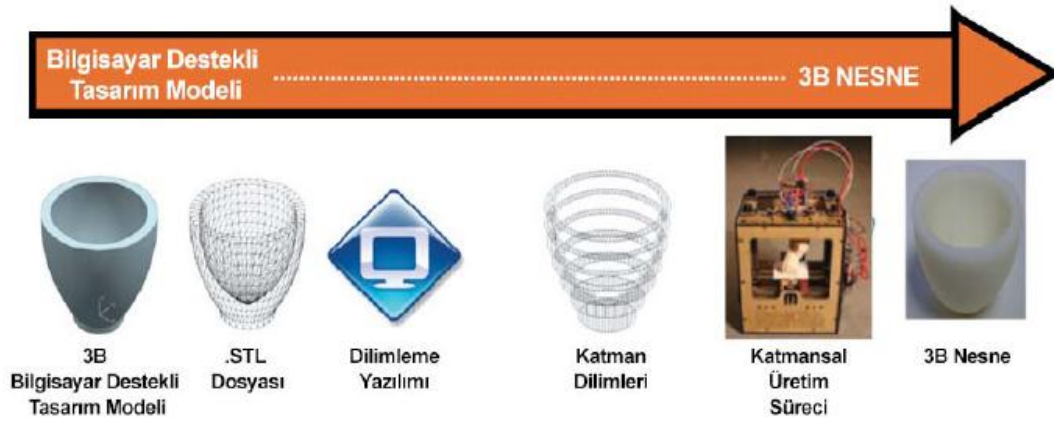 Bilgisayar Destekli
Tasarım Modeli
3B NESNE
3B
Bilgisayar Destekli
Tasarım Modeli
.STL
Dosyası
Dilimleme
Yazılımı
Katman
Dilimleri
Katmansal
Üretim
Süreci
3B Nesne